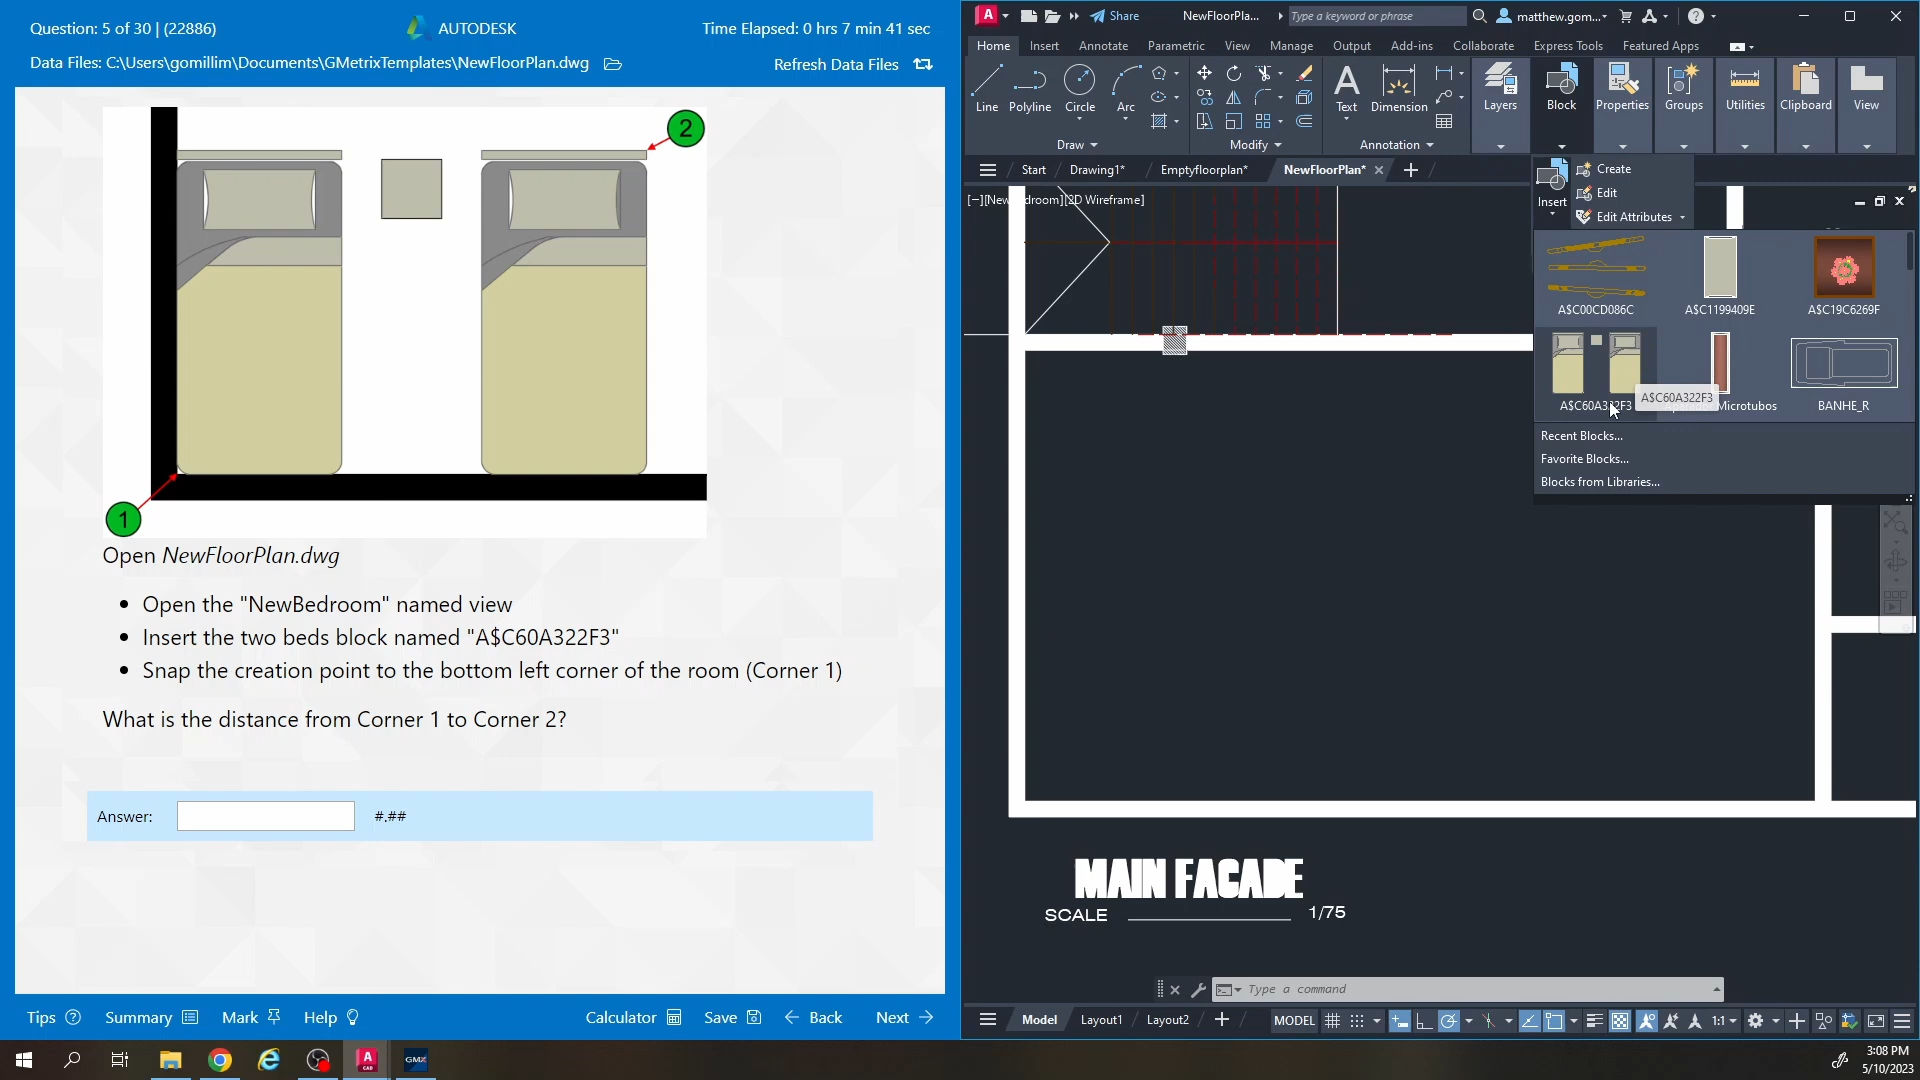 Question: 5 of 30 | (22886)
AUTODESK
Time Elapsed: 0 hrs 7 min 41 sec
Data Files: C:\Users\gomillim\Documents\GMetrixTemplates\NewFloorPlan.dwg
Refresh Data Files
2
1
Open NewFloorPlan.dwg
• Open the "NewBedroom" named view
• Insert the two beds block named "A$C60A322F3"
• Snap the creation point to the bottom left corner of the room (Corner 1)
What is the distance from Corner 1 to Corner 2?
Answer: #.##
Tips Summary Mark Help Calculator Save Back Next
A Share NewFloorPla... Type a keyword or phrase matthew.gom...
Home Insert Annotate Parametric View Manage Output Add-ins Collaborate Express Tools Featured Apps
Line Polyline Circle Arc Text Dimension Layers Block Properties Groups Utilities Clipboard View
Draw Modify Annotation
Start Drawing1* Emptyfloorplan* NewFloorPlan*
Insert
Create
Edit
Edit Attributes
A$C00CD086C A$C1199409E A$C19C6269F
A$C60A322F3
A$C60A322F3 Microtubos BANHE_R
Recent Blocks...
Favorite Blocks...
Blocks from Libraries...
MAIN FACADE
SCALE 1/75
Type a command
Model Layout1 Layout2 MODEL 1:1
A CAD GMX
3:08 PM
5/10/2023